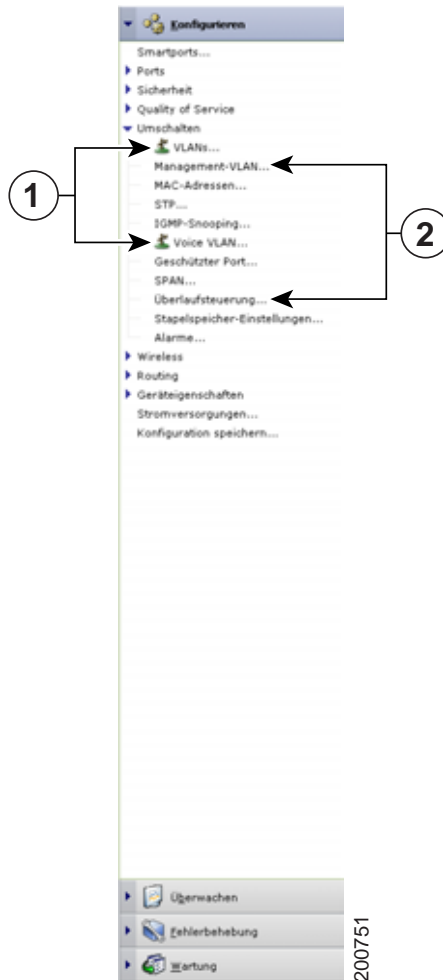 Konfigurieren
Smartports...
Ports
Sicherheit
Quality of Service
Umschalten
VLANs...
Management-VLAN...
MAC-Adressen...
STP...
IGMP-Snooping...
Voice VLAN...
Geschützter Port...
SPAN...
Überlaufsteuerung...
Stapelspeicher-Einstellungen...
Alarme...
Wireless
Routing
Geräteigenschaften
Stromversorgungen...
Konfiguration speichern...
1
2
Überwachen
Fehlerbehebung
Wartung
200751